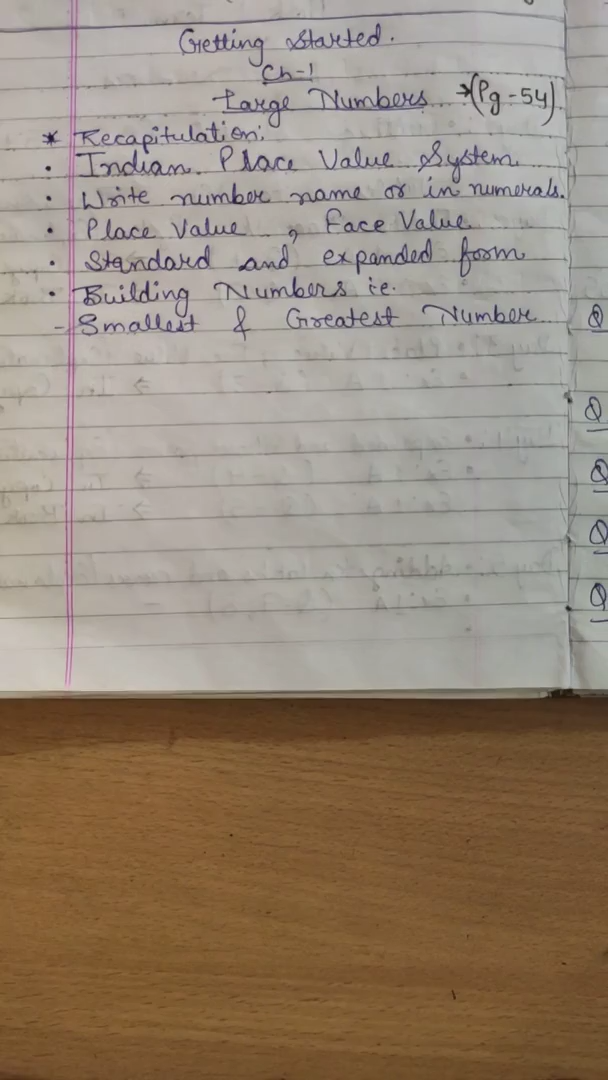 Getting Started.
Ch-1
Large Numbers → (Pg-54)
* Recapitulation:
• Indian Place Value System
• Write number name or in numerals.
• Place Value, Face Value
• Standard and expanded form
• Building Numbers i.e.
- Smallest & Greatest Number
Q
Q
Q
Q
Q